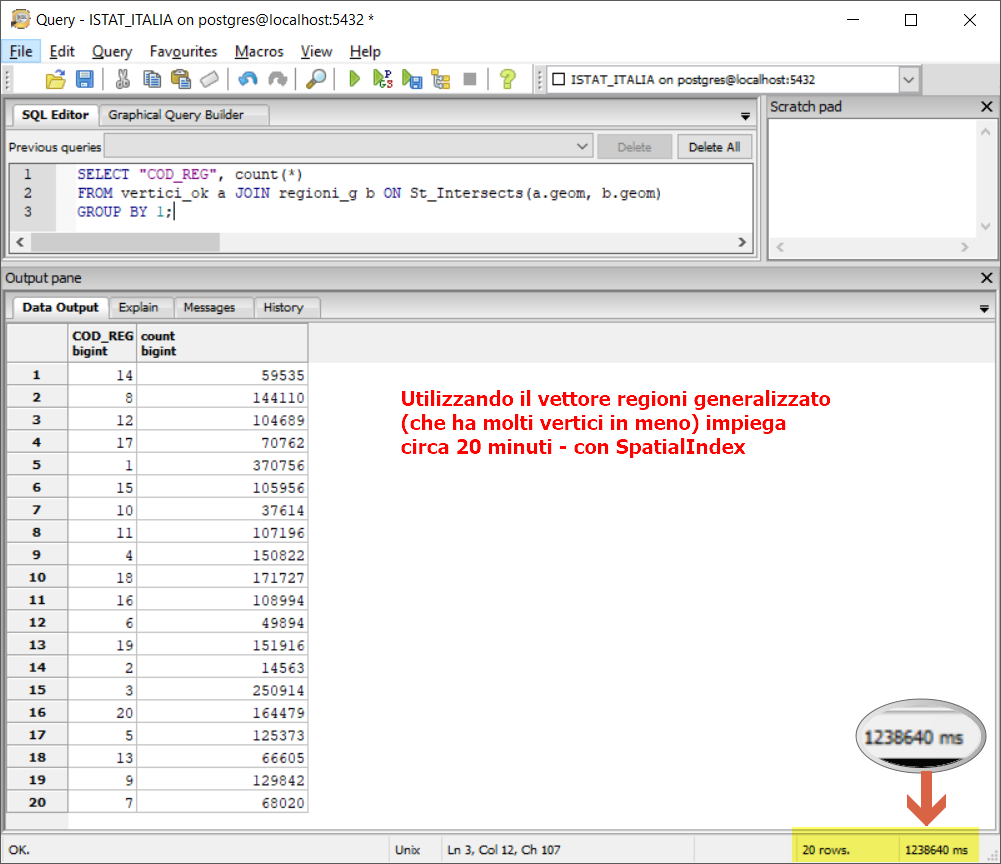 Query - ISTAT_ITALIA on postgres@localhost:5432 *
File Edit Query Favourites Macros View Help
ISTAT_ITALIA on postgres@localhost:5432
SQL Editor Graphical Query Builder
Scratch pad
Previous queries Delete Delete All
1 SELECT "COD_REG", count(*)
2 FROM vertici_ok a JOIN regioni_g b ON St_Intersects(a.geom, b.geom)
3 GROUP BY 1;
Output pane
Data Output Explain Messages History
COD_REG count
bigint bigint
1 14 59535
2 8 144110
3 12 104689
4 17 70762
5 1 370756
6 15 105956
7 10 37614
8 11 107196
9 4 150822
10 18 171727
11 16 108994
12 6 49894
13 19 151916
14 2 14563
15 3 250914
16 20 164479
17 5 125373
18 13 66605
19 9 129842
20 7 68020
Utilizzando il vettore regioni generalizzato
(che ha molti vertici in meno) impiega
circa 20 minuti - con SpatialIndex
1238640 ms
OK. Unix Ln 3, Col 12, Ch 107 20 rows. 1238640 ms